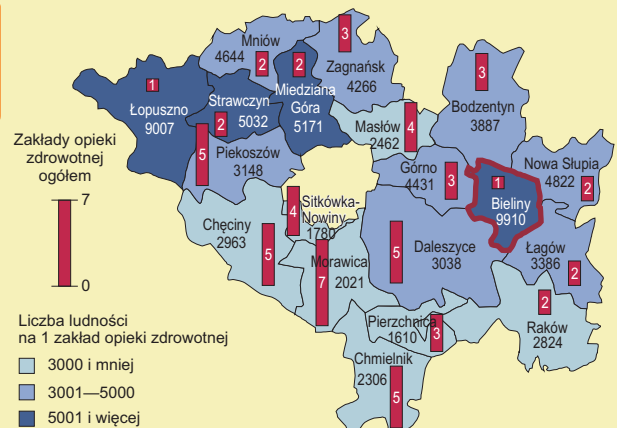 Mniów
4644
2
3
Zagnańsk
4266
2
Miedziana
Góra
5171
1
Łopuszno
9007
Strawczyn
2
5032
3
Bodzentyn
3887
4
Masłów
2462
5
Piekoszów
3148
Górno
4431
3
Nowa Słupia
4822
2
1
Bieliny
9910
4
Sitkówka-
Nowiny
1780
Chęciny
2963
5
Morawica
2021
7
5
Daleszyce
3038
Łagów
3386
2
2
Raków
2824
Pierzchnica
1610
3
Chmielnik
2306
5
Zakłady opieki
zdrowotnej
ogółem
7
0
Liczba ludności
na 1 zakład opieki zdrowotnej
3000 i mniej
3001—5000
5001 i więcej